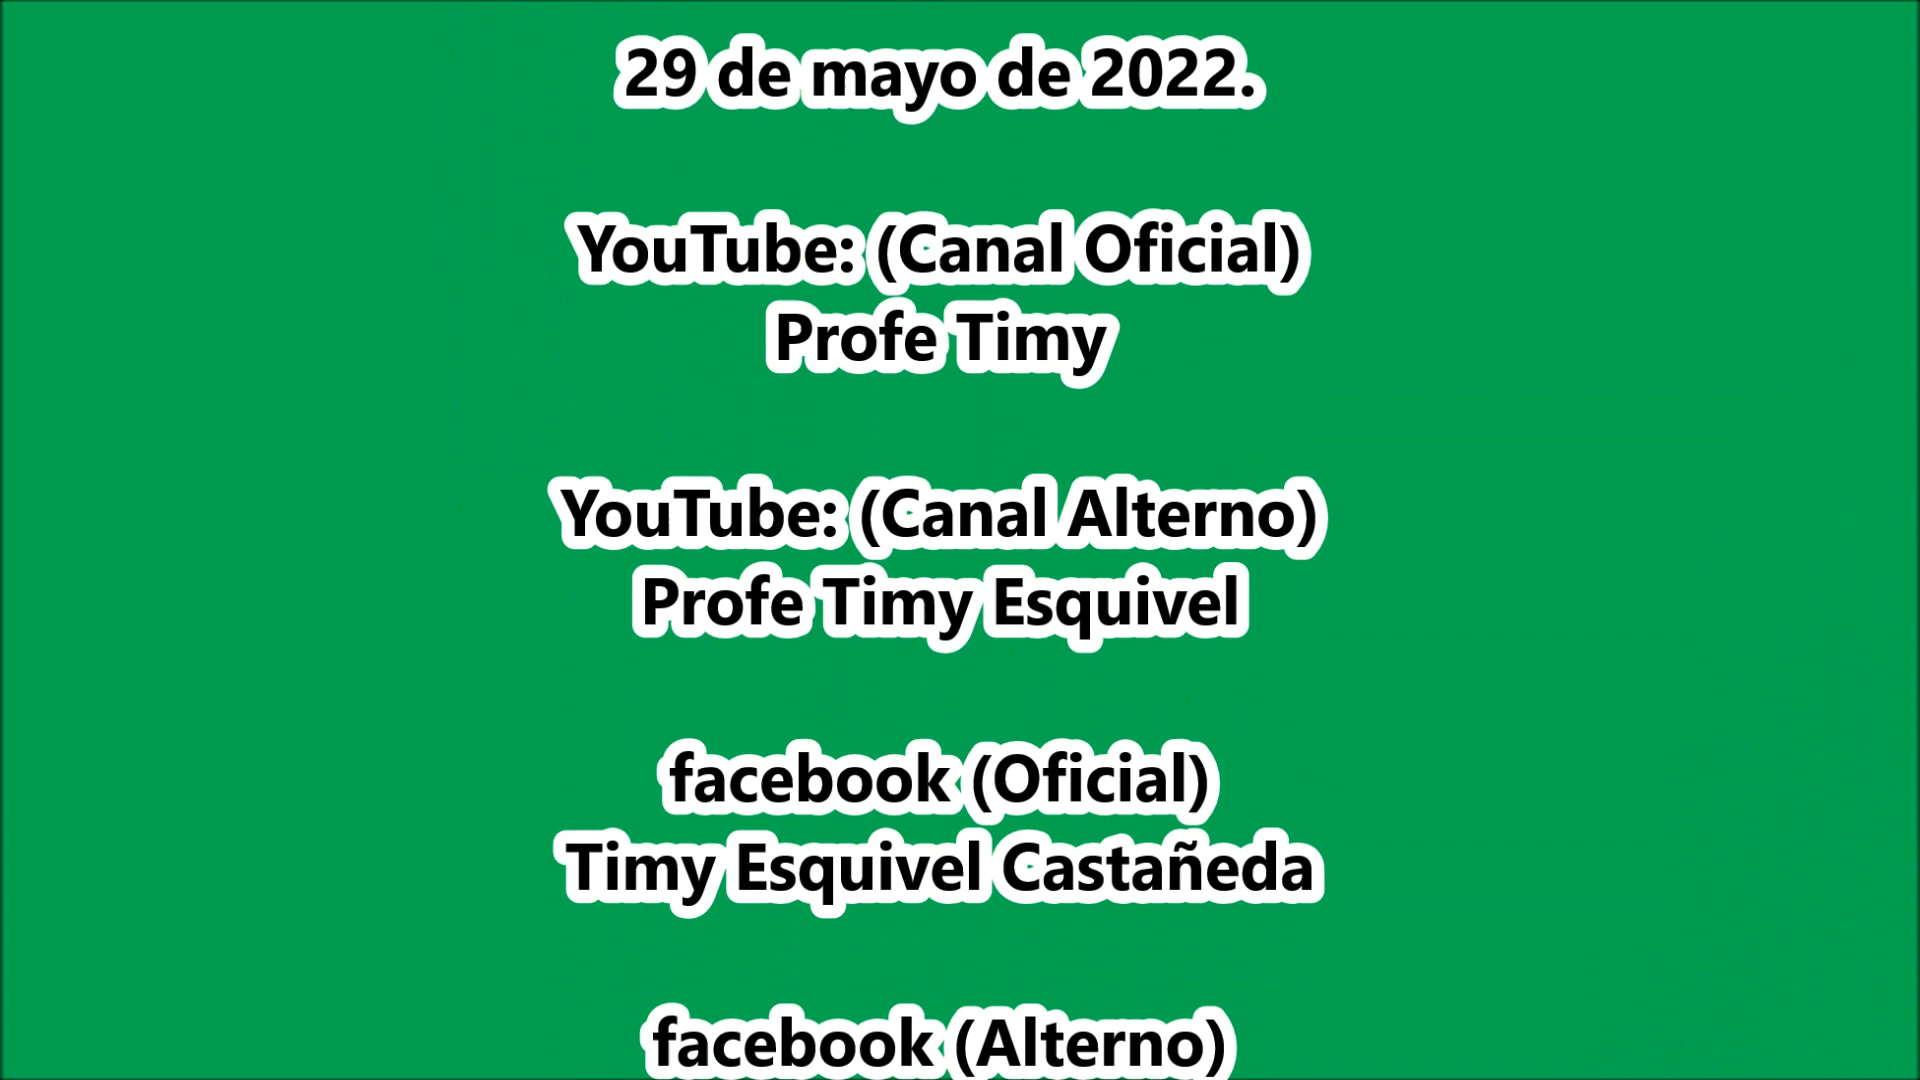 29 de mayo de 2022.
YouTube: (Canal Oficial)
Profe Timy
YouTube: (Canal Alterno)
Profe Timy Esquivel
facebook (Oficial)
Timy Esquivel Castañeda
facebook (Alterno)